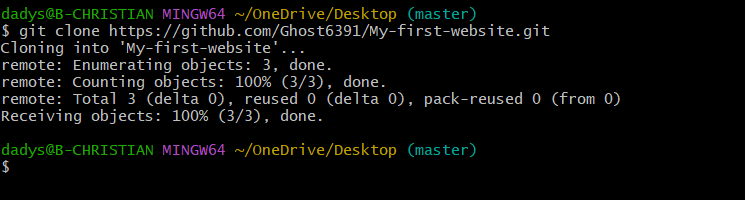 dadys@B-CHRISTIAN MINGW64 ~/OneDrive/Desktop (master)
$ git clone https://github.com/Ghost6391/My-first-website.git
Cloning into 'My-first-website'...
remote: Enumerating objects: 3, done.
remote: Counting objects: 100% (3/3), done.
remote: Total 3 (delta 0), reused 0 (delta 0), pack-reused 0 (from 0)
Receiving objects: 100% (3/3), done.
dadys@B-CHRISTIAN MINGW64 ~/OneDrive/Desktop (master)
$